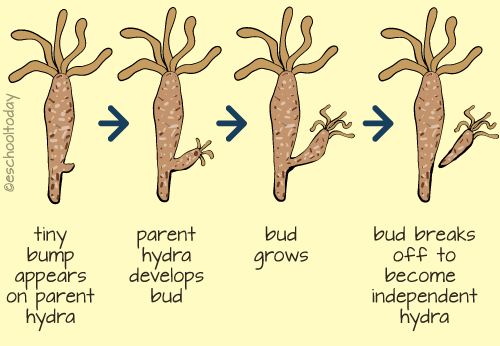 ©eschooltoday
tiny
bump
appears
on parent
hydra
parent
hydra
develops
bud
bud
grows
bud breaks
off to
become
independent
hydra